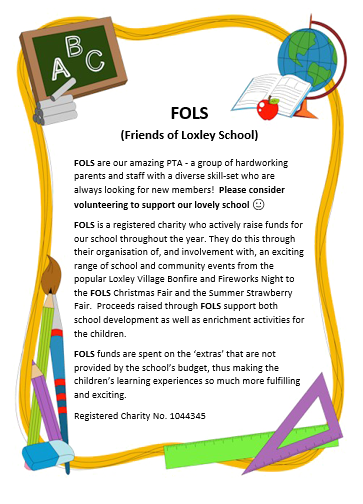 A B C
FOLS
(Friends of Loxley School)
FOLS are our amazing PTA - a group of hardworking
parents and staff with a diverse skill-set who are
always looking for new members!  Please consider
volunteering to support our lovely school ☺
FOLS is a registered charity who actively raise funds for
our school throughout the year. They do this through
their organisation of, and involvement with, an exciting
range of school and community events from the
popular Loxley Village Bonfire and Fireworks Night to
the FOLS Christmas Fair and the Summer Strawberry
Fair.  Proceeds raised through FOLS support both
school development as well as enrichment activities for
the children.
FOLS funds are spent on the ‘extras’ that are not
provided by the school’s budget, thus making the
children’s learning experiences so much more fulfilling
and exciting.
Registered Charity No. 1044345